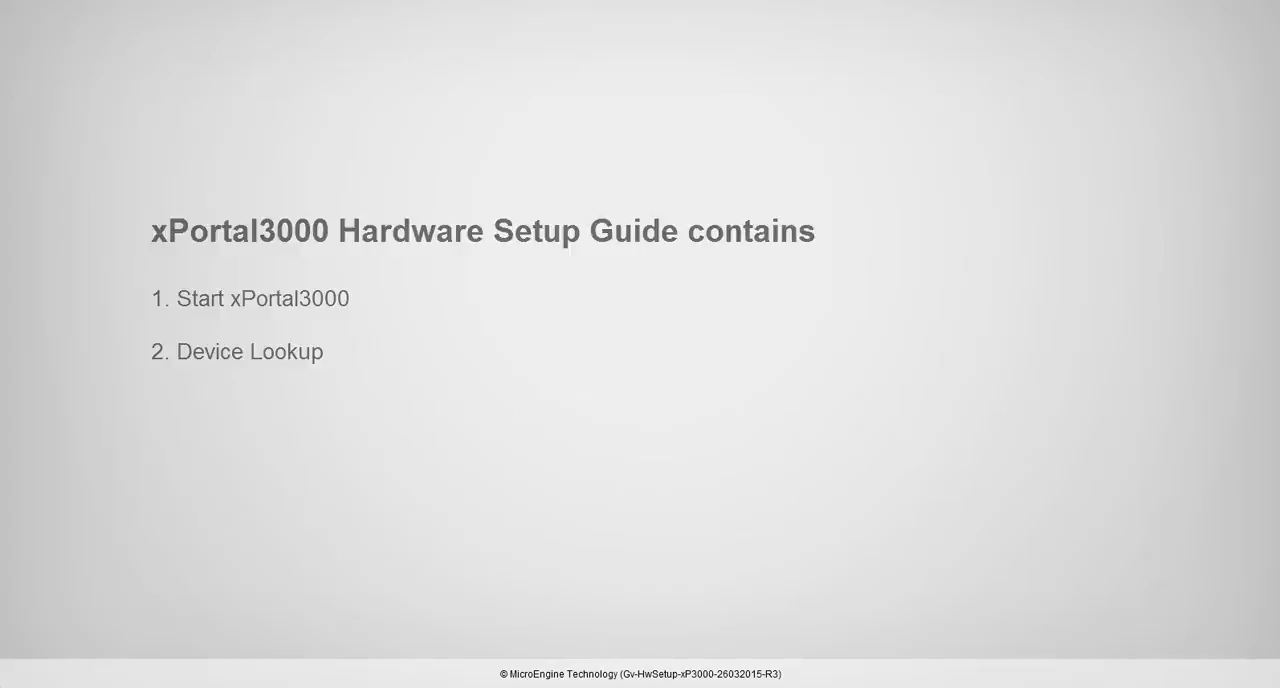 xPortal3000 Hardware Setup Guide contains
1. Start xPortal3000
2. Device Lookup
© MicroEngine Technology (Gv-HwSetup-xP3000-26032015-R3)